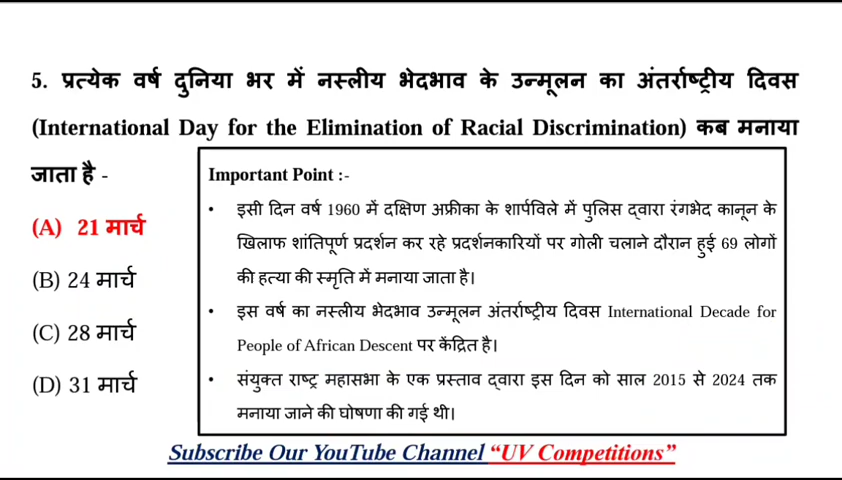 5. प्रत्येक वर्ष दुनिया भर में नस्लीय भेदभाव के उन्मूलन का अंतर्राष्ट्रीय दिवस
(International Day for the Elimination of Racial Discrimination) कब मनाया
जाता है -
(A) 21 मार्च
(B) 24 मार्च
(C) 28 मार्च
(D) 31 मार्च
Important Point :-
• इसी दिन वर्ष 1960 में दक्षिण अफ्रीका के शार्पविले में पुलिस द्वारा रंगभेद कानून के
खिलाफ शांतिपूर्ण प्रदर्शन कर रहे प्रदर्शनकारियों पर गोली चलाने दौरान हुई 69 लोगों
की हत्या की स्मृति में मनाया जाता है।
• इस वर्ष का नस्लीय भेदभाव उन्मूलन अंतर्राष्ट्रीय दिवस International Decade for
People of African Descent पर केंद्रित है।
• संयुक्त राष्ट्र महासभा के एक प्रस्ताव द्वारा इस दिन को साल 2015 से 2024 तक
मनाया जाने की घोषणा की गई थी।
Subscribe Our YouTube Channel “UV Competitions”